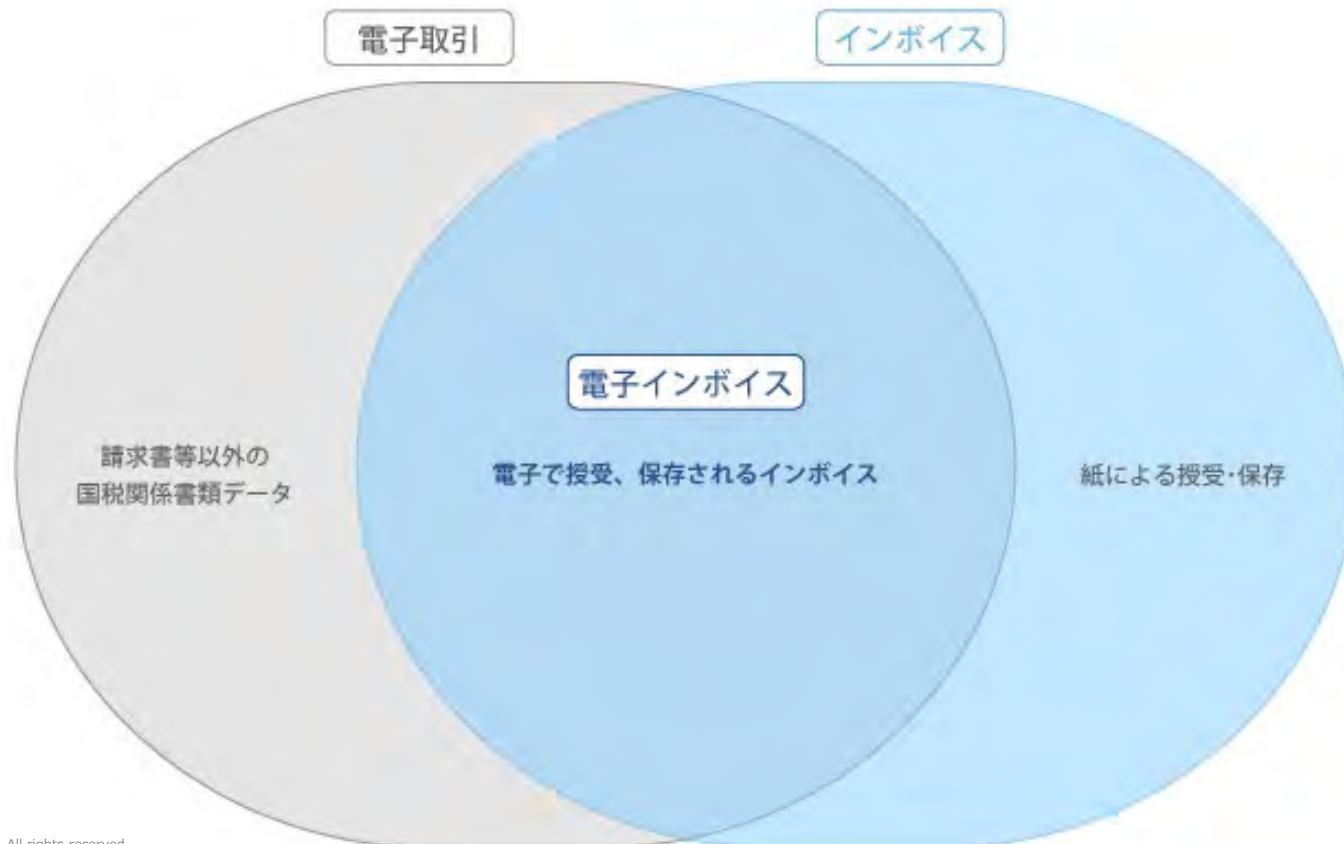 電子取引
インボイス
電子インボイス
請求書等以外の
国税関係書類データ
電子で授受、保存されるインボイス
紙による授受・保存
All rights reserved